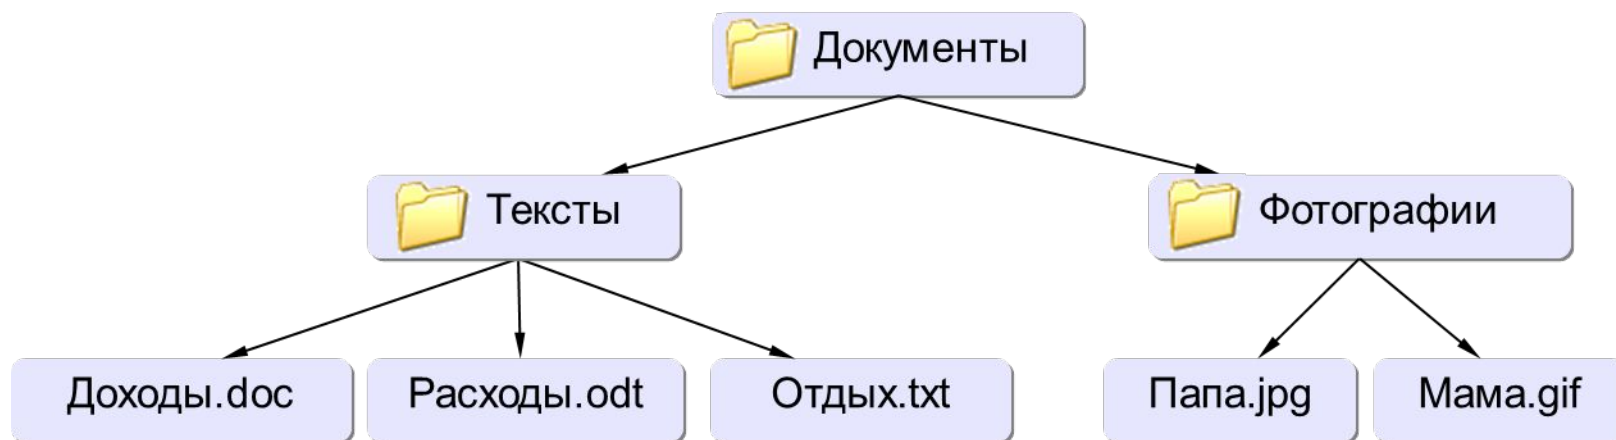 Документы
Тексты
Фотографии
Доходы.doc
Расходы.odt
Отдых.txt
Папа.jpg
Мама.gif